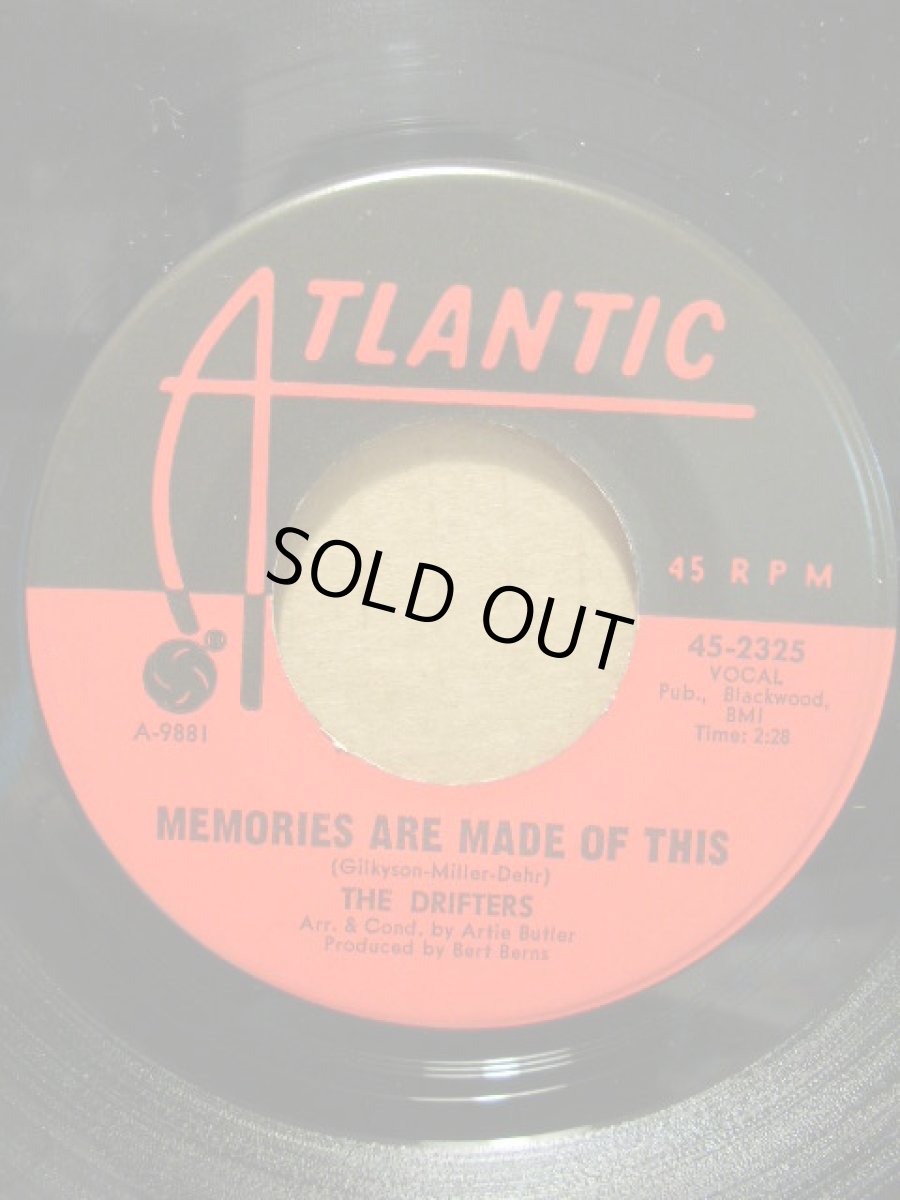 ATLANTIC
SOLD OUT
45 RPM
45-2325
VOCAL
Pub., Blackwood,
BMI
Time: 2:28
A-9881
MEMORIES ARE MADE OF THIS
(Gilkyson-Miller-Dehr)
THE DRIFTERS
Arr. & Cond. by Artie Butler
Produced by Bert Berns